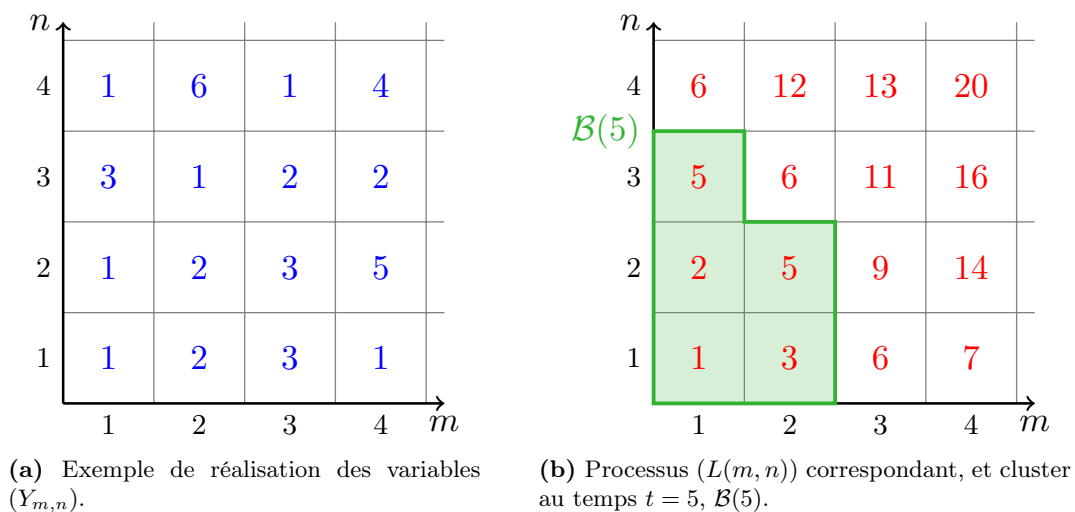 n
4 1 6 1 4
3 3 1 2 2
2 1 2 3 5
1 1 2 3 1
1 2 3 4 m
(a) Exemple de réalisation des variables
(Y_{m,n}).
n
4 6 12 13 20
B(5)
3 5 6 11 16
2 2 5 9 14
1 1 3 6 7
1 2 3 4 m
(b) Processus (L(m, n)) correspondant, et cluster
au temps t = 5, B(5).